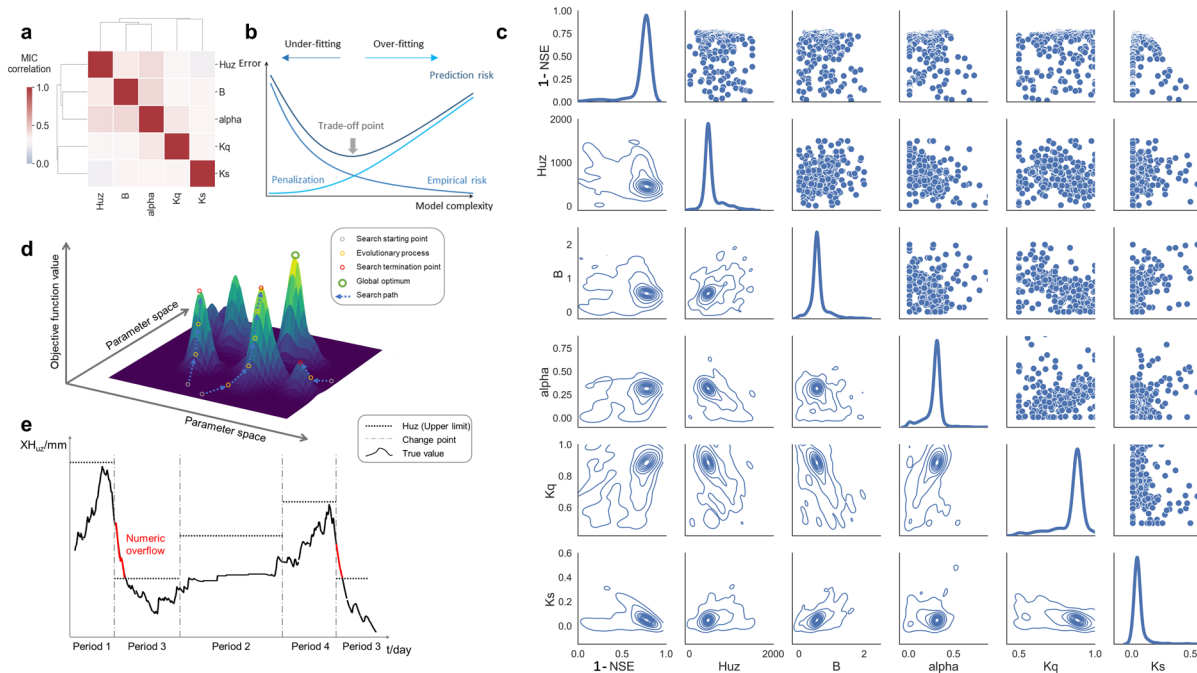 a
MIC
correlation
1.0
0.5
0.0
Huz
B
alpha
Kq
Ks
Huz
B
alpha
Kq
Ks
b
Under-fitting
Over-fitting
Error
Prediction risk
Trade-off point
Penalization
Empirical risk
Model complexity
c
1- NSE
1.00
0.75
0.50
0.25
0.00
Huz
2000
1000
0
B
2
1
0
alpha
0.75
0.50
0.25
0.00
Kq
1.0
0.9
0.8
0.7
0.6
0.5
Ks
0.6
0.4
0.2
0.0
0 1
0 2000
0 2
0.0 0.5
0.5 1.0
0.0 0.5
1- NSE
Huz
B
alpha
Kq
Ks
d
Objective function value
Parameter space
Parameter space
Search starting point
Evolutionary process
Search termination point
Global optimum
Search path
e
XHuz/mm
Huz (Upper limit)
Change point
True value
Numeric
overflow
Period 1
Period 3
Period 2
Period 4
Period 3
t/day